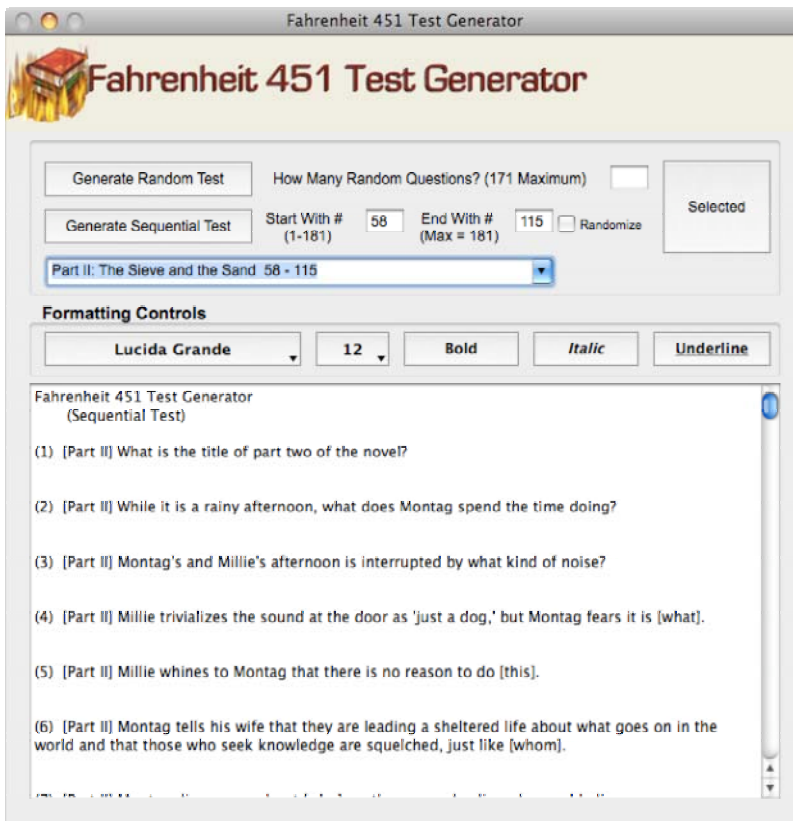 Fahrenheit 451 Test Generator
Fahrenheit 451 Test Generator
Generate Random Test How Many Random Questions? (171 Maximum)
Selected
Generate Sequential Test Start With # (1-181) 58 End With # (Max = 181) 115 Randomize
Part II: The Sieve and the Sand 58 - 115
Formatting Controls
Lucida Grande 12 Bold Italic Underline
Fahrenheit 451 Test Generator
(Sequential Test)
(1) [Part II] What is the title of part two of the novel?
(2) [Part II] While it is a rainy afternoon, what does Montag spend the time doing?
(3) [Part II] Montag's and Millie's afternoon is interrupted by what kind of noise?
(4) [Part II] Millie trivializes the sound at the door as 'just a dog,' but Montag fears it is [what].
(5) [Part II] Millie whines to Montag that there is no reason to do [this].
(6) [Part II] Montag tells his wife that they are leading a sheltered life about what goes on in the
world and that those who seek knowledge are squelched, just like [whom].